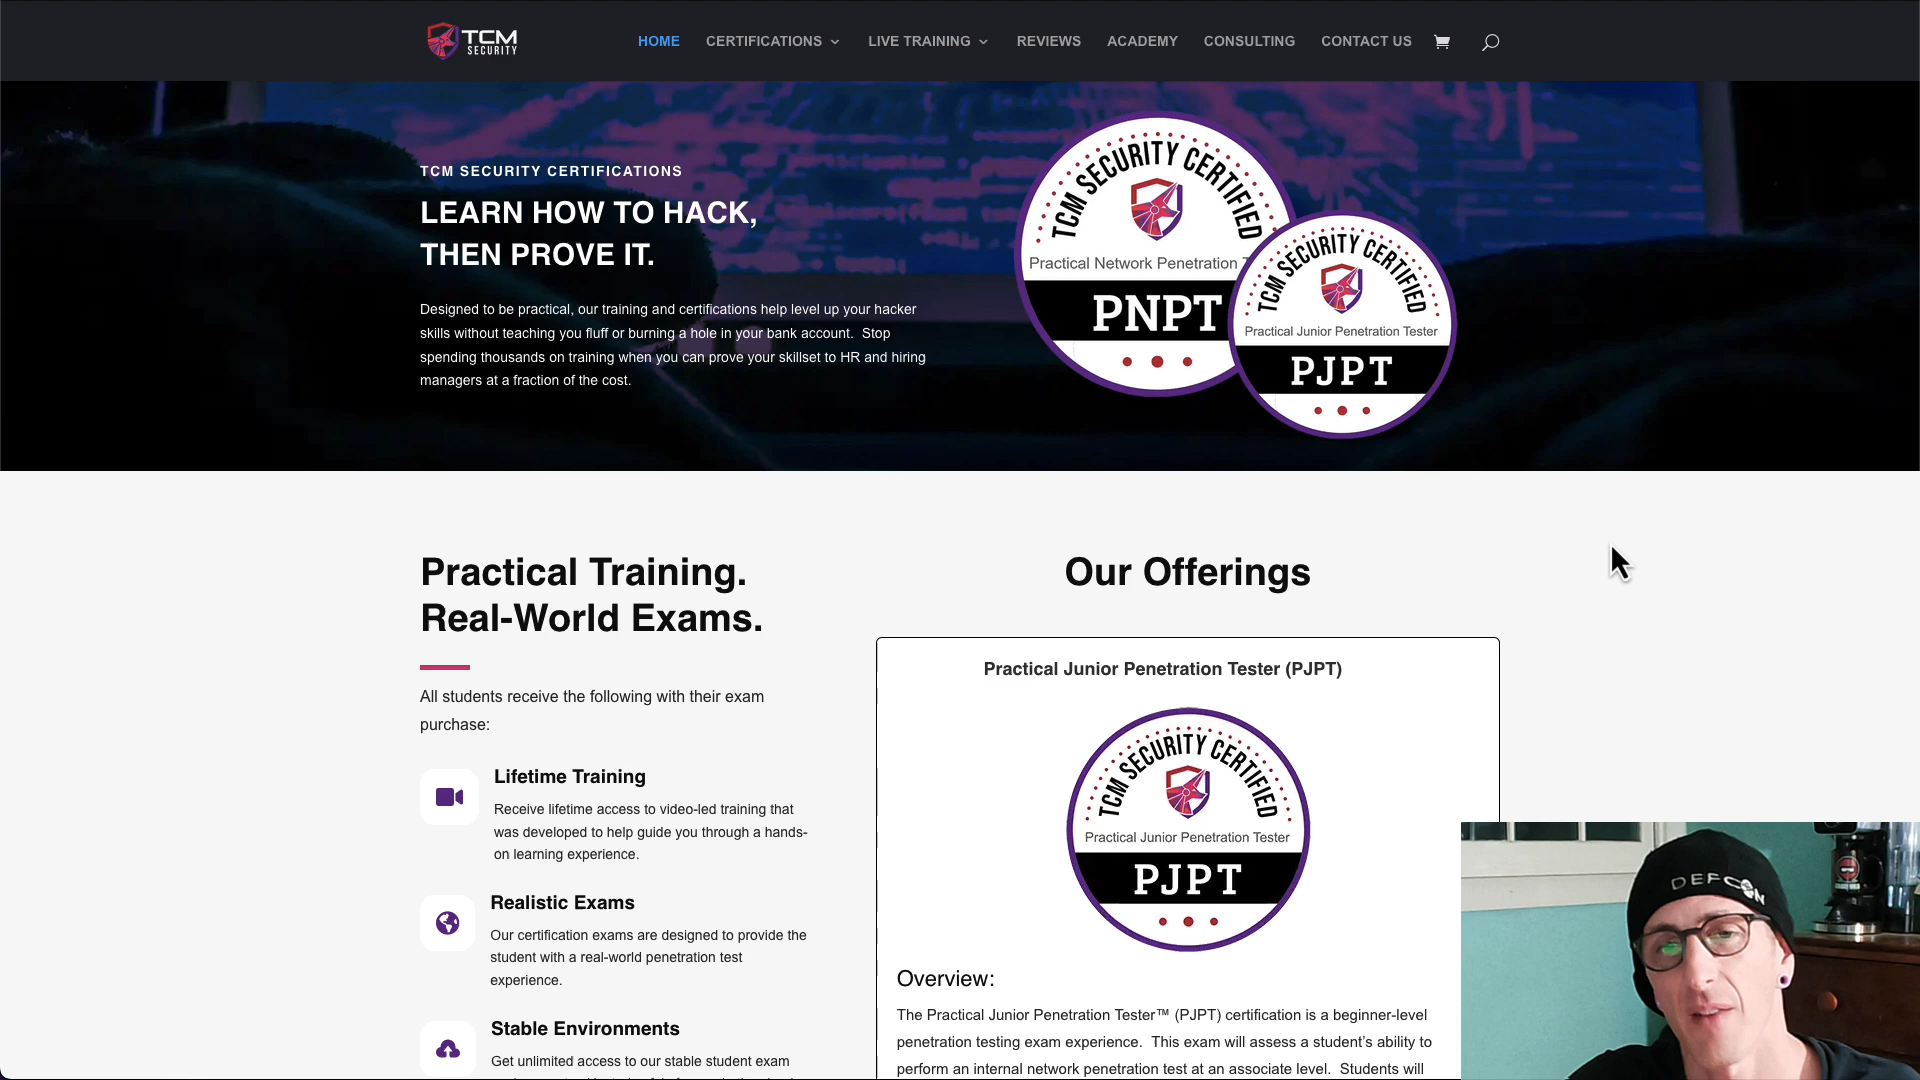 TCM
SECURITY
HOME
CERTIFICATIONS
LIVE TRAINING
REVIEWS
ACADEMY
CONSULTING
CONTACT US
TCM SECURITY CERTIFICATIONS
LEARN HOW TO HACK,
THEN PROVE IT.
Designed to be practical, our training and certifications help level up your hacker
skills without teaching you fluff or burning a hole in your bank account. Stop
spending thousands on training when you can prove your skillset to HR and hiring
managers at a fraction of the cost.
TCM SECURITY CERTIFIED
Practical Network Penetration T
PNPT
TCM SECURITY CERTIFIED
Practical Junior Penetration Tester
PJPT
Practical Training.
Real-World Exams.
All students receive the following with their exam
purchase:
Lifetime Training
Receive lifetime access to video-led training that
was developed to help guide you through a hands-
on learning experience.
Realistic Exams
Our certification exams are designed to provide the
student with a real-world penetration test
experience.
Stable Environments
Get unlimited access to our stable student exam
Our Offerings
Practical Junior Penetration Tester (PJPT)
TCM SECURITY CERTIFIED
Practical Junior Penetration Tester
PJPT
Overview:
The Practical Junior Penetration Tester™ (PJPT) certification is a beginner-level
penetration testing exam experience. This exam will assess a student's ability to
perform an internal network penetration test at an associate level. Students will
DEFCON